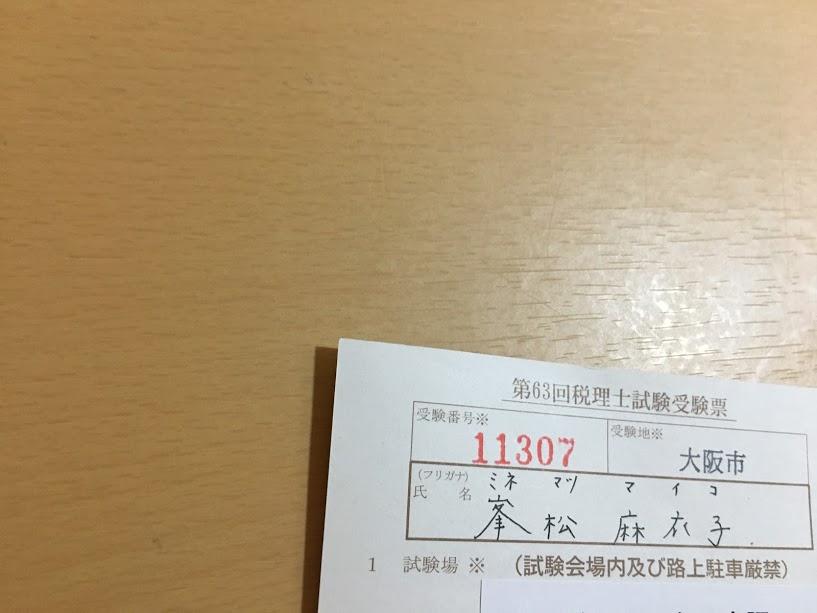 第63回税理士試験受験票
受験番号※
受験地※
11307
大阪市
(フリガナ) ミネ マツ マ イ コ
氏 名 峯 松 麻 衣 子
1 試験場 ※ (試験会場内及び路上駐車厳禁)